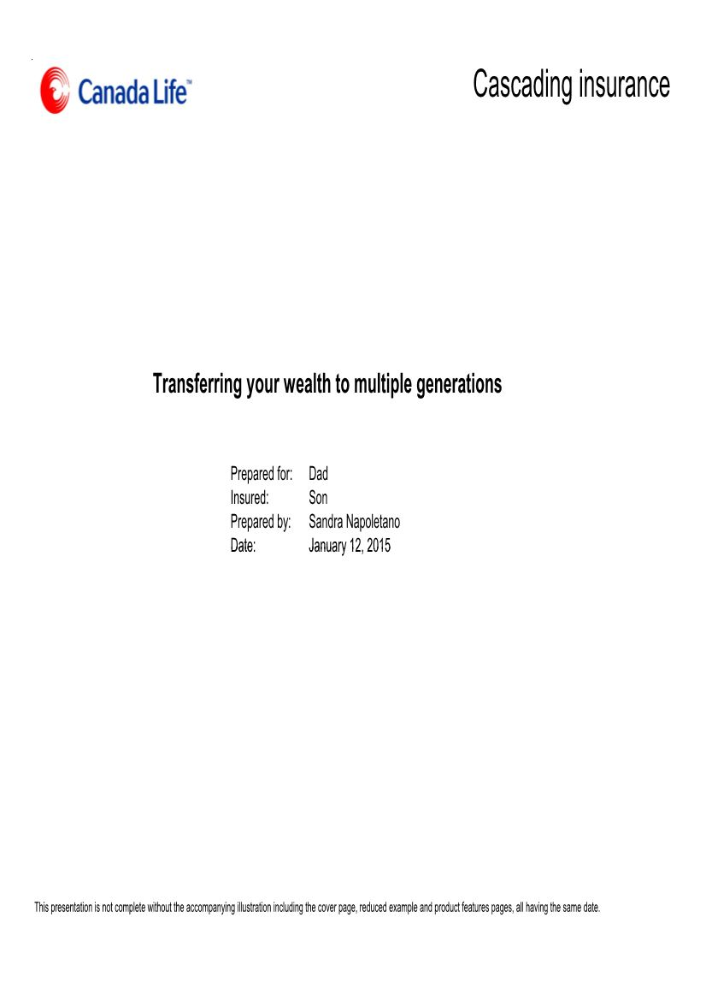 Canada Life™
Cascading insurance
Transferring your wealth to multiple generations
Prepared for: Dad
Insured: Son
Prepared by: Sandra Napoletano
Date: January 12, 2015
This presentation is not complete without the accompanying illustration including the cover page, reduced example and product features pages, all having the same date.